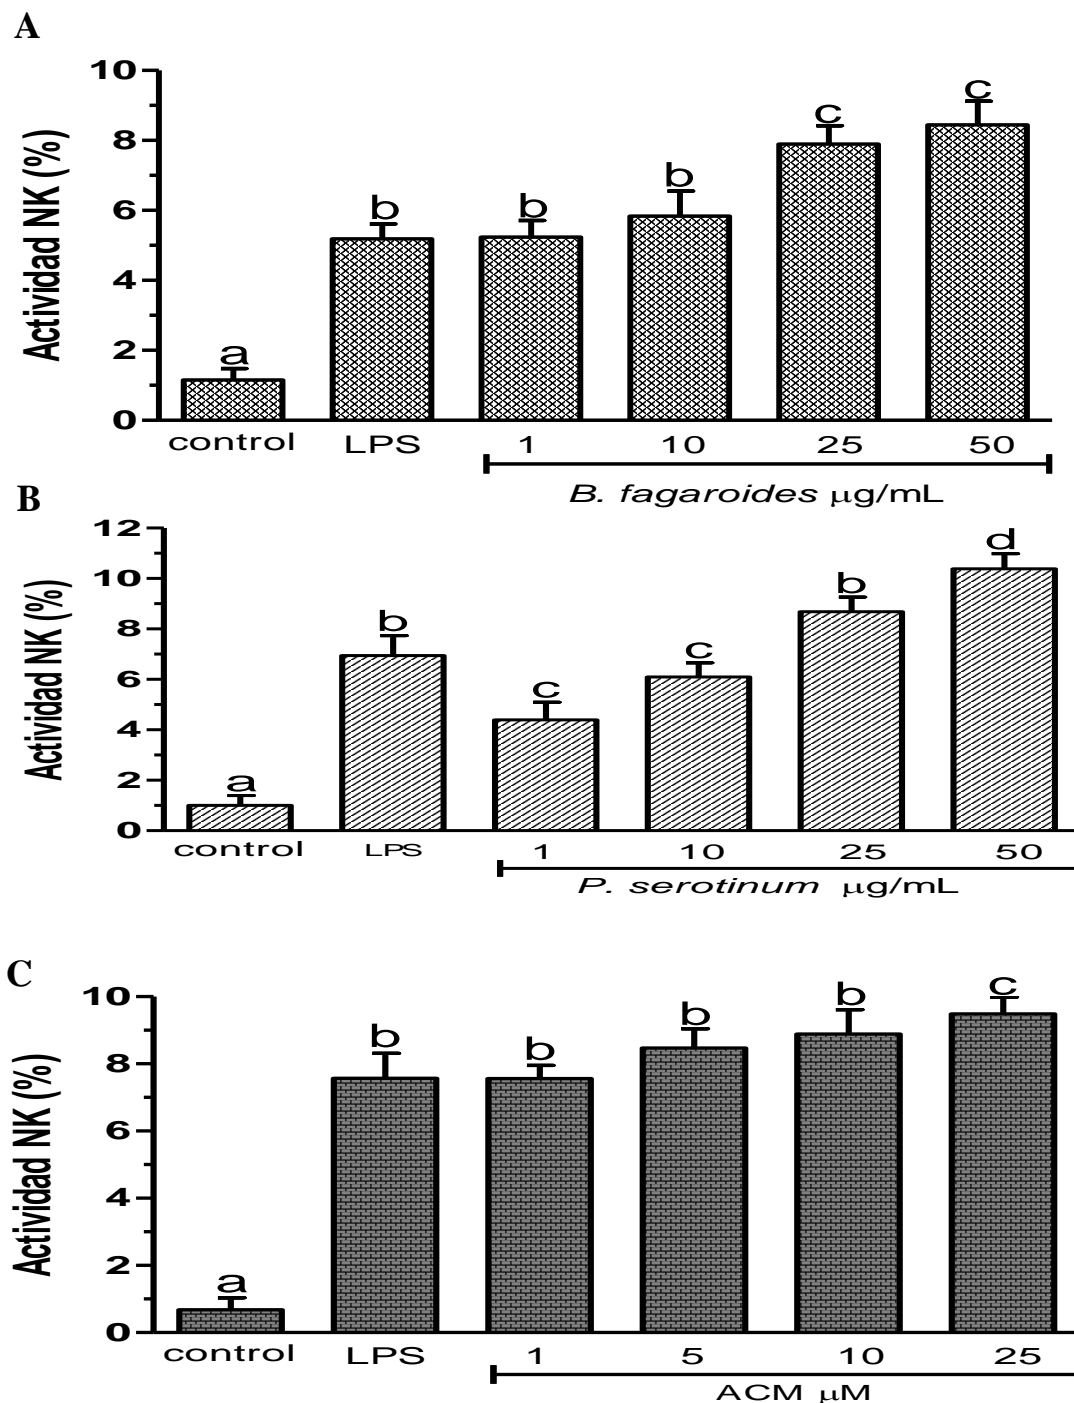 A
Actividad NK (%)
10
8
6
4
2
0
a
b
b
b
c
c
control LPS 1 10 25 50
B. fagaroides μg/mL
B
Actividad NK (%)
12
10
8
6
4
2
0
a
b
c
c
b
d
control LPS 1 10 25 50
P. serotinum μg/mL
C
Actividad NK (%)
10
8
6
4
2
0
a
b
b
b
b
c
control LPS 1 5 10 25
ACM μM